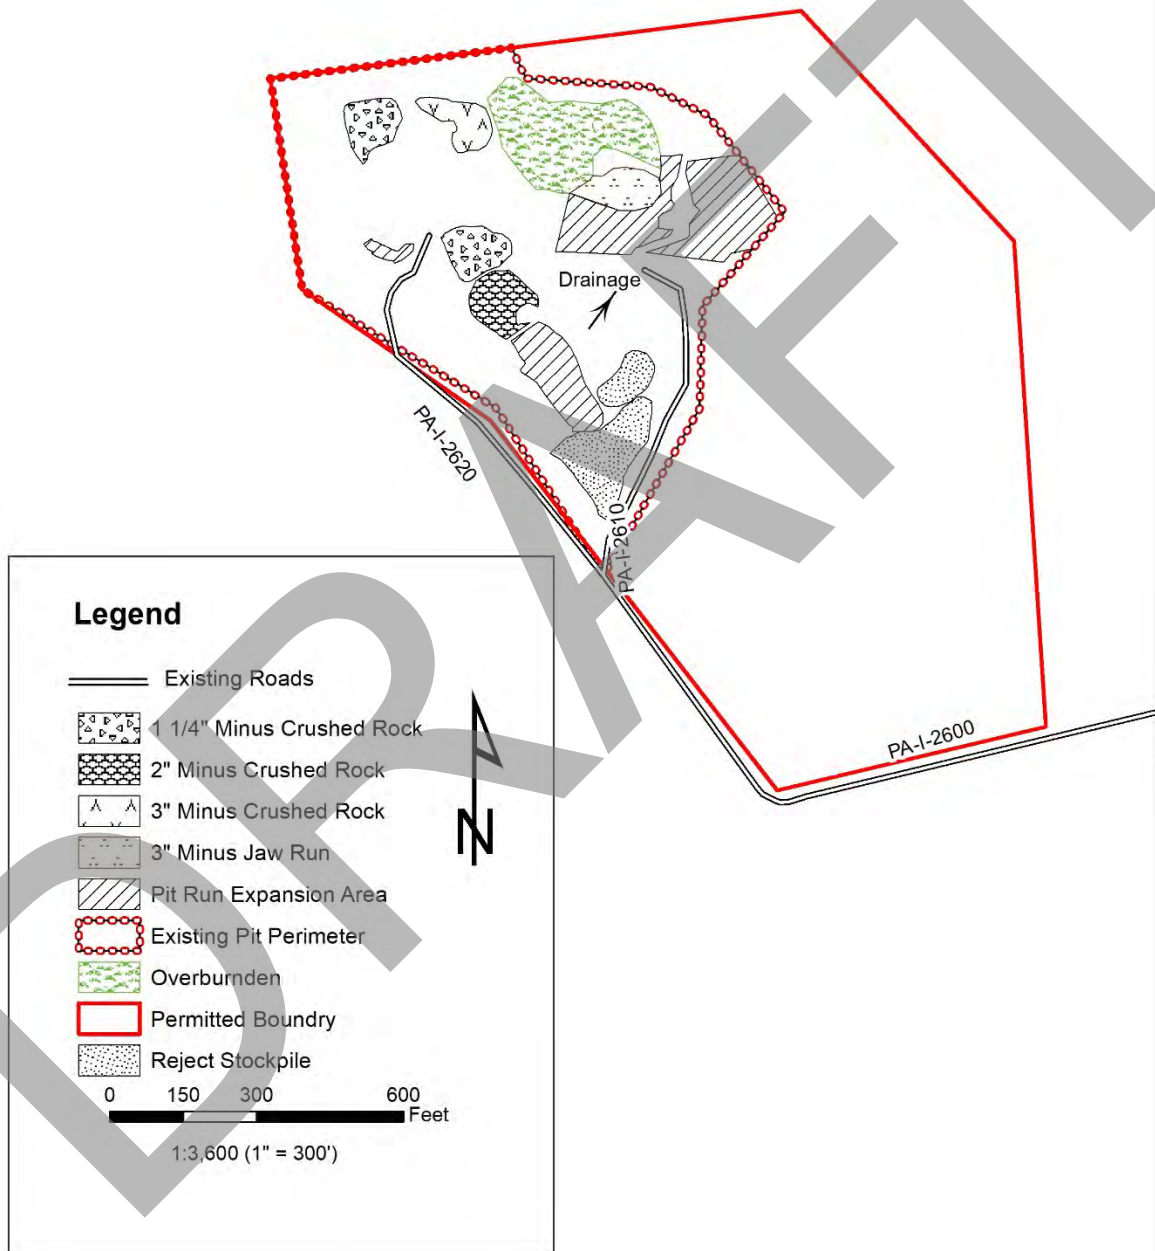 Drainage
PA-I-2620
PA-I-2610
PA-I-2600
DRAFT
Legend
Existing Roads
1 1/4" Minus Crushed Rock
2" Minus Crushed Rock
3" Minus Crushed Rock
3" Minus Jaw Run
Pit Run Expansion Area
Existing Pit Perimeter
Overburnden
Permitted Boundry
Reject Stockpile
N
0 150 300 600
Feet
1:3,600 (1" = 300')